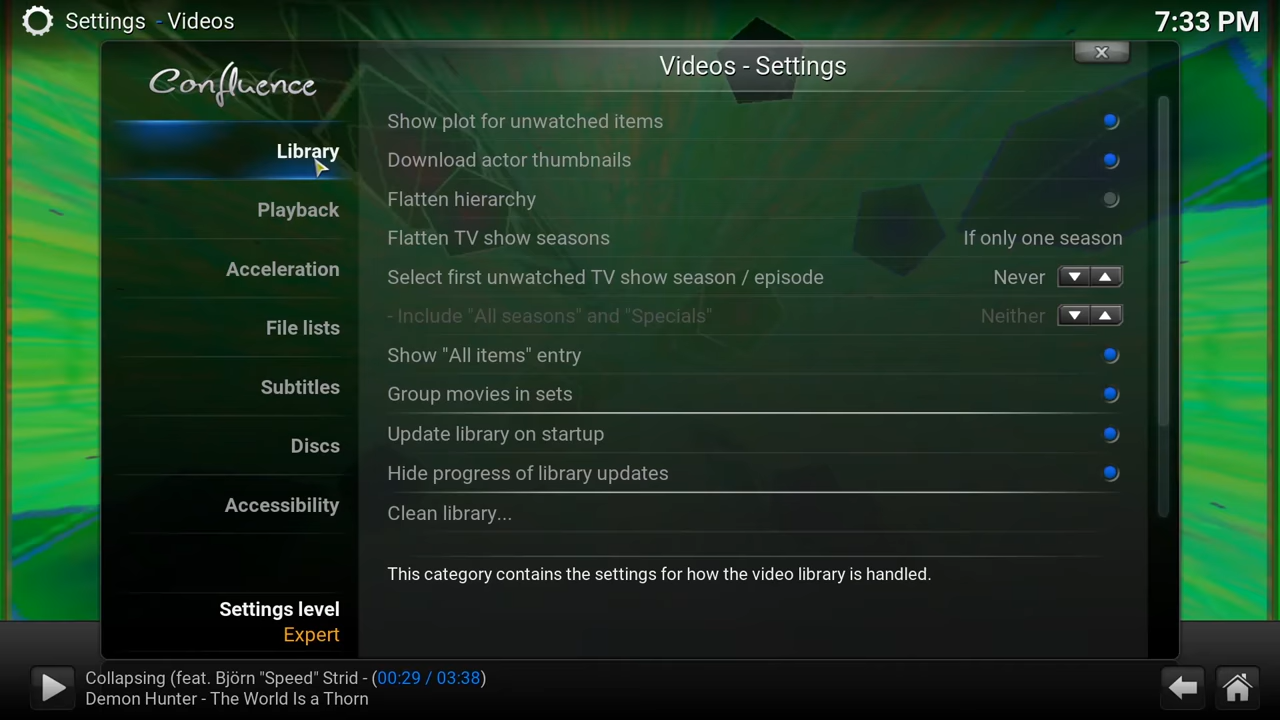 Settings - Videos
7:33 PM
Confluence
Videos - Settings
Library
Playback
Acceleration
File lists
Subtitles
Discs
Accessibility
Settings level
Expert
Show plot for unwatched items
Download actor thumbnails
Flatten hierarchy
Flatten TV show seasons If only one season
Select first unwatched TV show season / episode Never
- Include "All seasons" and "Specials" Neither
Show "All items" entry
Group movies in sets
Update library on startup
Hide progress of library updates
Clean library...
This category contains the settings for how the video library is handled.
Collapsing (feat. Björn "Speed" Strid - (00:29 / 03:38)
Demon Hunter - The World Is a Thorn